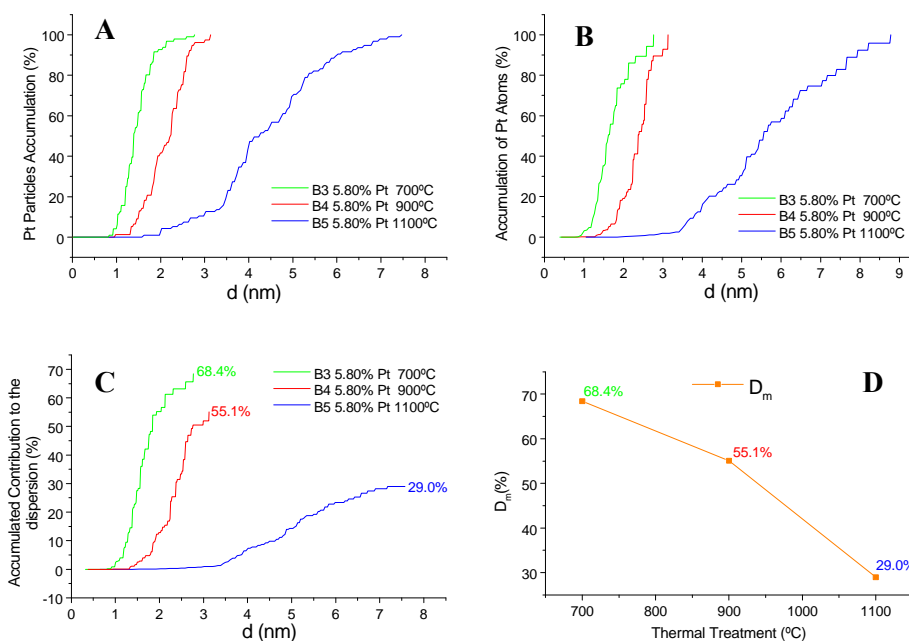 A
Pt Particles Accumulation (%)
100
80
60
40
20
0
B3 5.80% Pt 700ºC
B4 5.80% Pt 900ºC
B5 5.80% Pt 1100ºC
0 1 2 3 4 5 6 7 8
d (nm)
B
Accumulation of Pt Atoms (%)
100
80
60
40
20
0
B3 5.80% Pt 700ºC
B4 5.80% Pt 900ºC
B5 5.80% Pt 1100ºC
0 1 2 3 4 5 6 7 8 9
d (nm)
C
Accumulated Contribution to the
dispersion (%)
70
60
50
40
30
20
10
0
-10
68.4%
55.1%
29.0%
B3 5.80% Pt 700ºC
B4 5.80% Pt 900ºC
B5 5.80% Pt 1100ºC
0 1 2 3 4 5 6 7 8
d (nm)
D
Dm
Dm(%)
70
60
50
40
30
68.4%
55.1%
29.0%
700 800 900 1000 1100
Thermal Treatment (ºC)